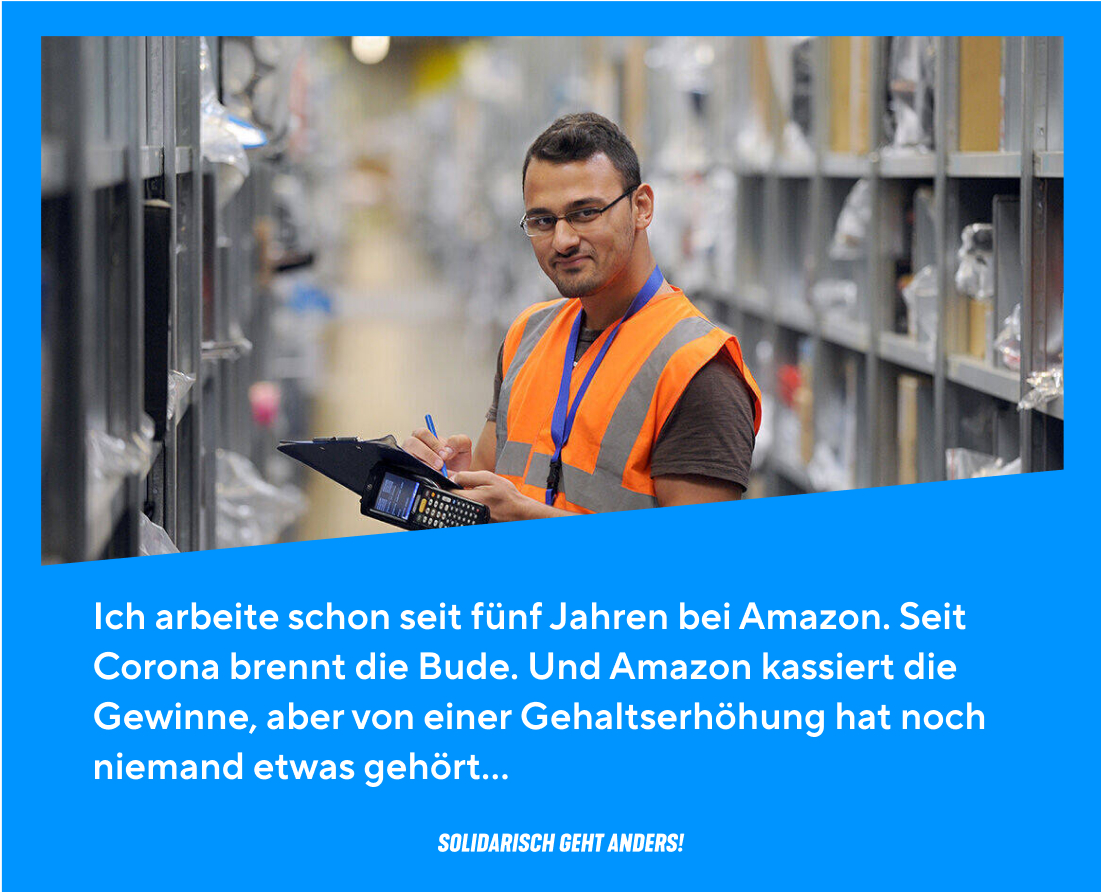 Ich arbeite schon seit fünf Jahren bei Amazon. Seit
Corona brennt die Bude. Und Amazon kassiert die
Gewinne, aber von einer Gehaltserhöhung hat noch
niemand etwas gehört...
SOLIDARISCH GEHT ANDERS!